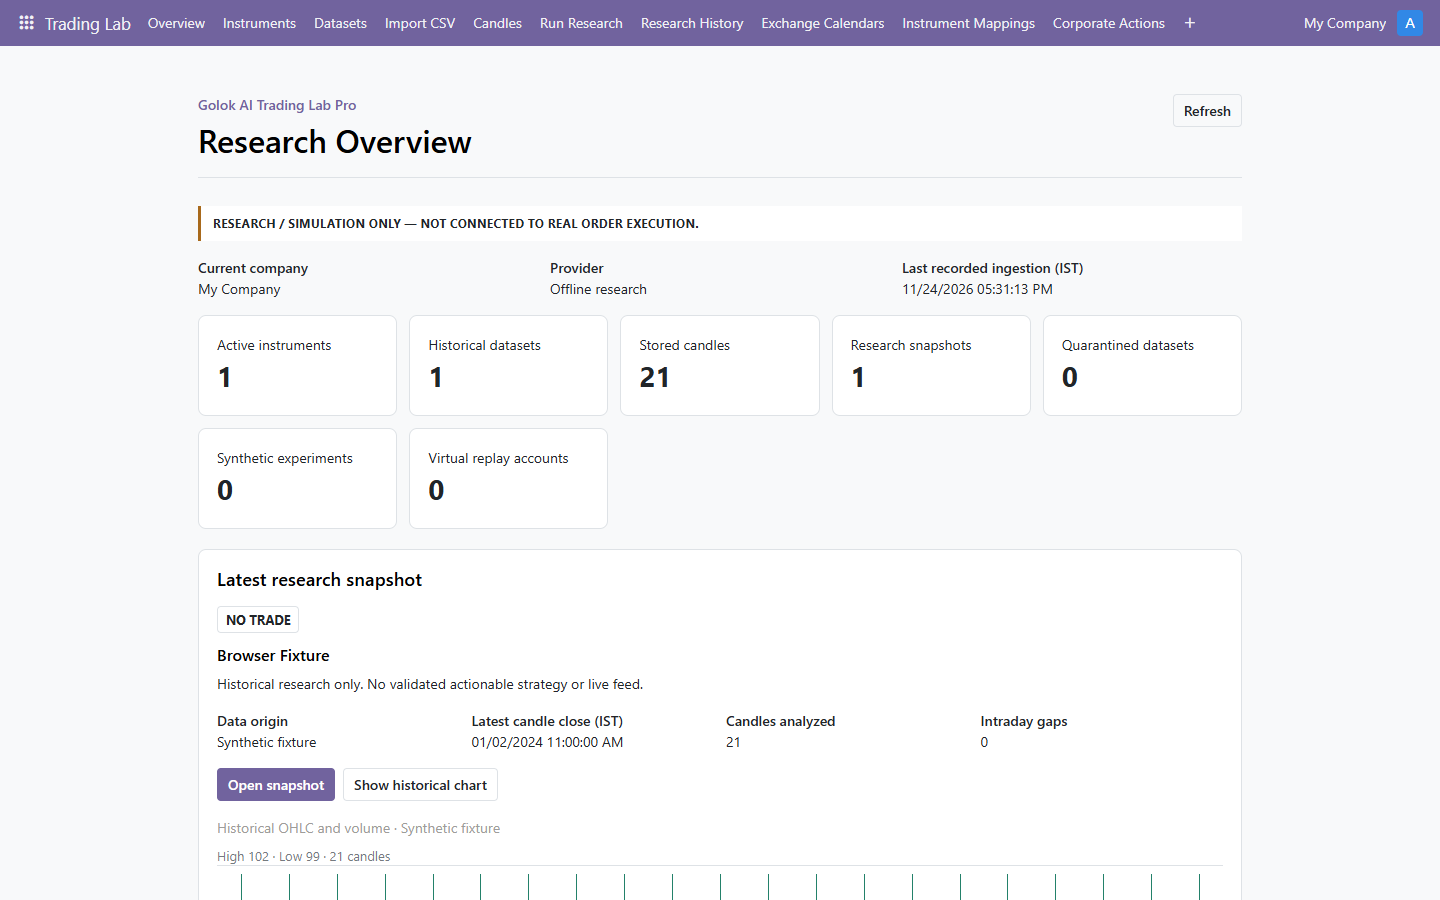 Trading Lab Overview Instruments Datasets Import CSV Candles Run Research Research History Exchange Calendars Instrument Mappings Corporate Actions + My Company A
Golok AI Trading Lab Pro
Refresh
Research Overview
RESEARCH / SIMULATION ONLY — NOT CONNECTED TO REAL ORDER EXECUTION.
Current company Provider Last recorded ingestion (IST)
My Company Offline research 11/24/2026 05:31:13 PM
Active instruments Historical datasets Stored candles Research snapshots Quarantined datasets
1 1 21 1 0
Synthetic experiments Virtual replay accounts
0 0
Latest research snapshot
NO TRADE
Browser Fixture
Historical research only. No validated actionable strategy or live feed.
Data origin Latest candle close (IST) Candles analyzed Intraday gaps
Synthetic fixture 01/02/2024 11:00:00 AM 21 0
Open snapshot Show historical chart
Historical OHLC and volume · Synthetic fixture
High 102 · Low 99 · 21 candles